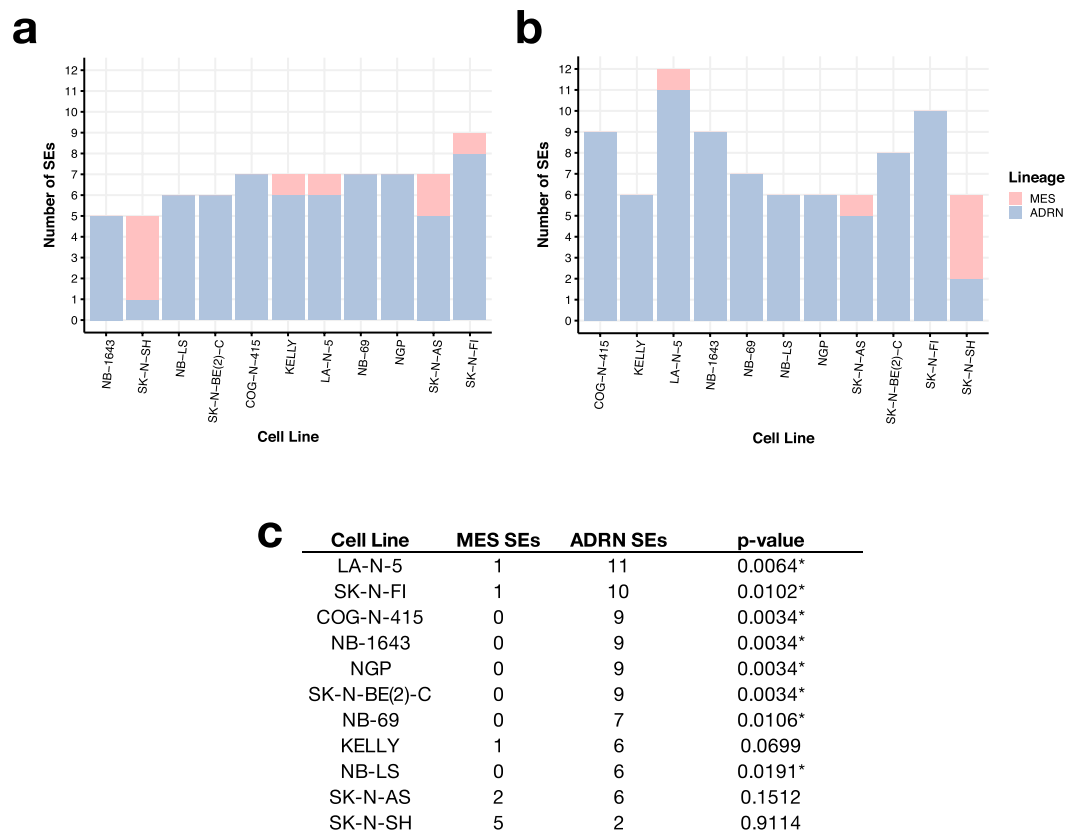 a
Number of SEs
12
11
10
9
8
7
6
5
4
3
2
1
0
NB−1643
SK−N−SH
NB−LS
SK−N−BE(2)−C
COG−N−415
KELLY
LA−N−5
NB−69
NGP
SK−N−AS
SK−N−FI
Cell Line
b
Number of SEs
12
11
10
9
8
7
6
5
4
3
2
1
0
COG−N−415
KELLY
LA−N−5
NB−1643
NB−69
NB−LS
NGP
SK−N−AS
SK−N−BE(2)−C
SK−N−FI
SK−N−SH
Cell Line
Lineage
MES
ADRN
c
Cell Line MES SEs ADRN SEs p-value
LA-N-5 1 11 0.0064*
SK-N-FI 1 10 0.0102*
COG-N-415 0 9 0.0034*
NB-1643 0 9 0.0034*
NGP 0 9 0.0034*
SK-N-BE(2)-C 0 9 0.0034*
NB-69 0 7 0.0106*
KELLY 1 6 0.0699
NB-LS 0 6 0.0191*
SK-N-AS 2 6 0.1512
SK-N-SH 5 2 0.9114